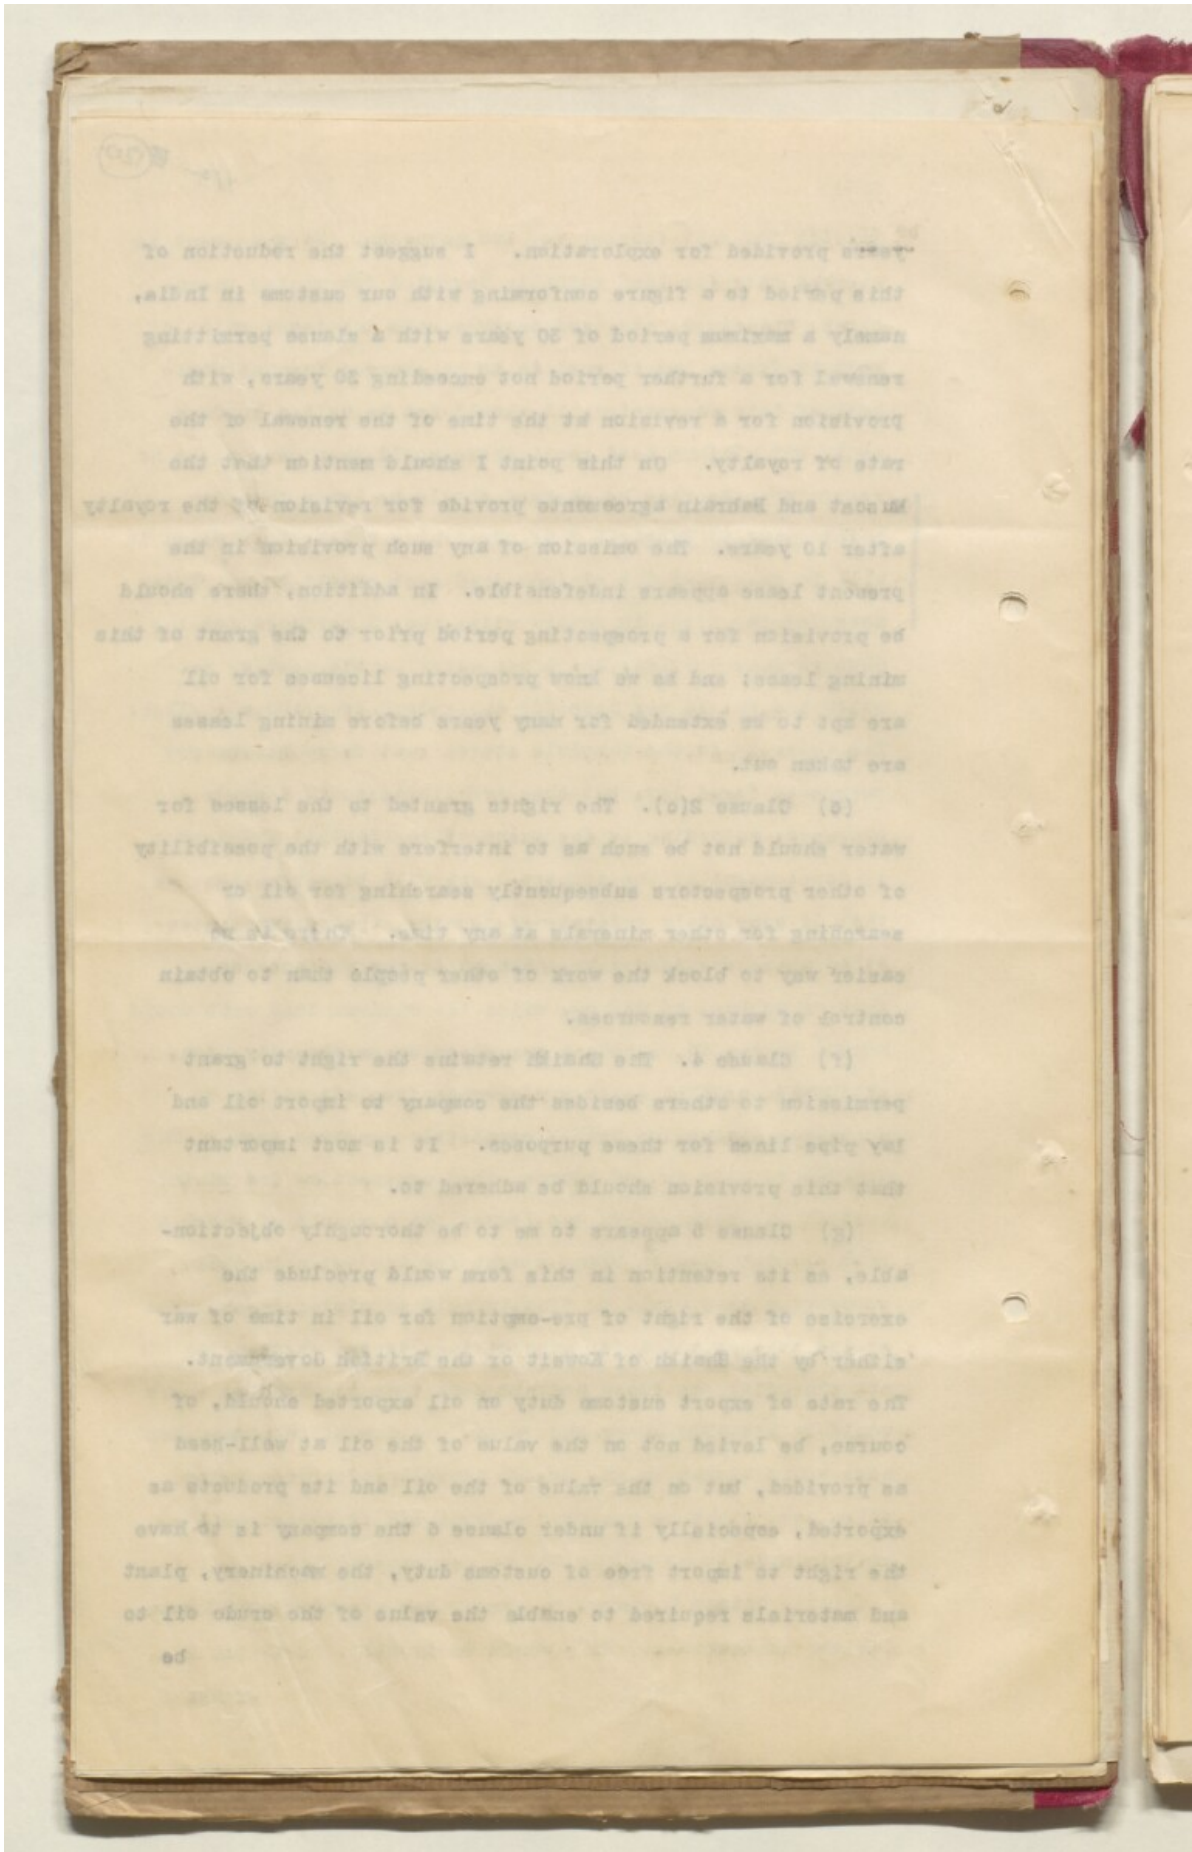 years provided for exploration. I suggest the reduction of
this period to a figure conforming with our customs in India,
namely a maximum period of 30 years with a clause permitting
renewal for a further period not exceeding 20 years, with
provision for a revision at the time of the renewal of the
rate of royalty. On this point I should mention that the
Muscat and Bahrain agreements provide for revision of the royalty
after 10 years. The omission of any such provision in the
present lease appears indefensible. In addition, there should
be provision for a prospecting period prior to the grant of this
mining lease; and as we know prospecting licenses for oil
are apt to be extended for many years before mining leases
are taken out.
Clause 2(c). The rights granted to the lessee for
water should not be such as to interfere with the possibility
of other prospectors subsequently searching for oil or
searching for other minerals at any time. There is no
easier way to block the work of other people than to obtain
control of water resources.
(f) Clause 4. The Shaikh retains the right to grant
permission to others besides the company to import oil and
lay pipe lines for these purposes. It is most important
that this provision should be adhered to.
(g) Clause 5 appears to me to be thoroughly objection-
able, as its retention in this form would preclude the
exercise of the right of pre-emption for oil in time of war
either by the Shaikh of Koweit or the British Government.
The rate of export customs duty on oil exported should, of
course, be levied not on the value of the oil at well-head
as provided, but on the value of the oil and its products as
exported, especially if under clause 6 the company is to have
the right to import free of customs duty, the machinery, plant
and materials required to enable the value of the crude oil to
be